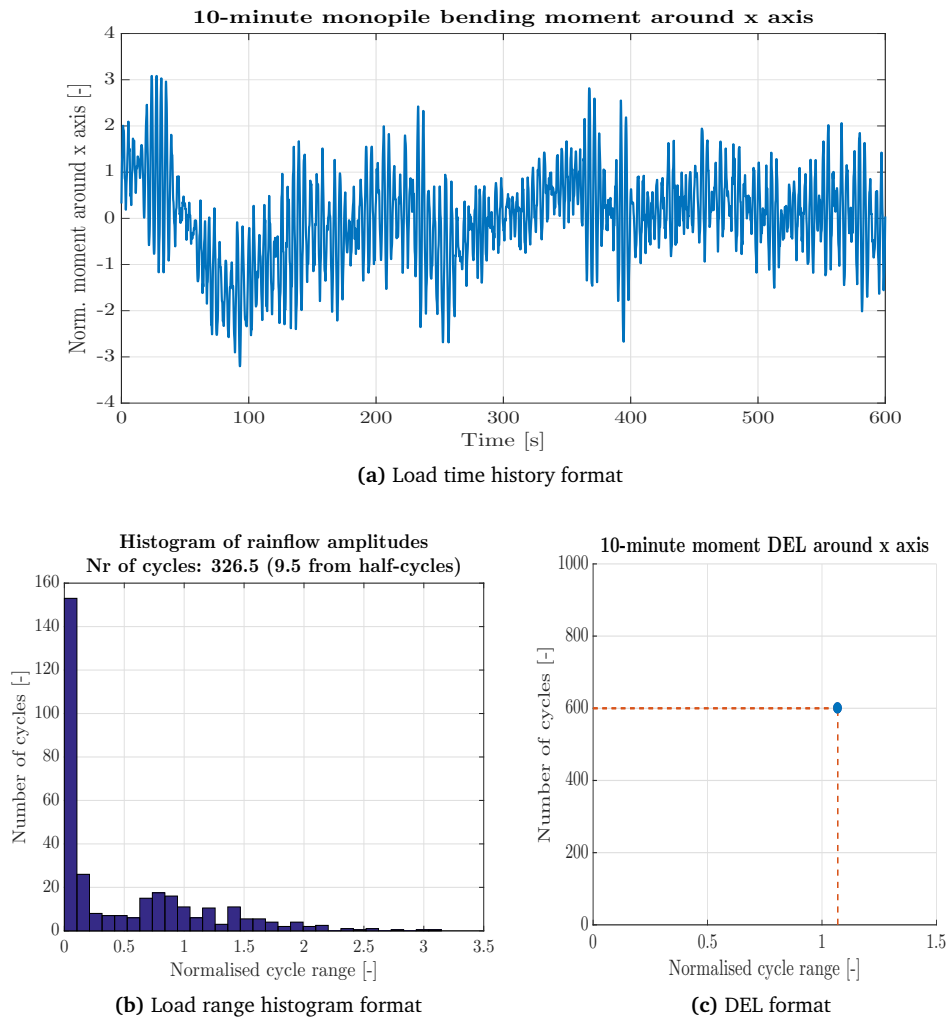 10-minute monopile bending moment around x axis
Norm. moment around x axis [-]
4
3
2
1
0
-1
-2
-3
-4
0 100 200 300 400 500 600
Time [s]
(a) Load time history format
Histogram of rainflow amplitudes
Nr of cycles: 326.5 (9.5 from half-cycles)
Number of cycles [-]
160
140
120
100
80
60
40
20
0
0 0.5 1 1.5 2 2.5 3 3.5
Normalised cycle range [-]
(b) Load range histogram format
10-minute moment DEL around x axis
Number of cycles [-]
1000
800
600
400
200
0
0 0.5 1 1.5
Normalised cycle range [-]
(c) DEL format